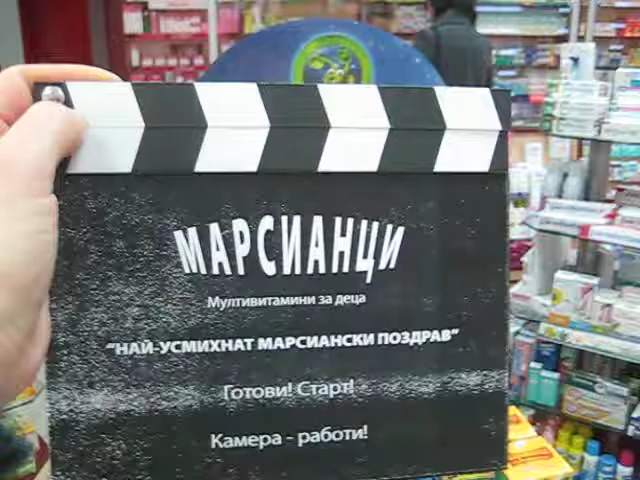 МАРСИАНЦИ
Мултивитамини за деца
“НАЙ-УСМИХНАТ МАРСИАНСКИ ПОЗДРАВ”
Готови! Старт!
Камера - работи!